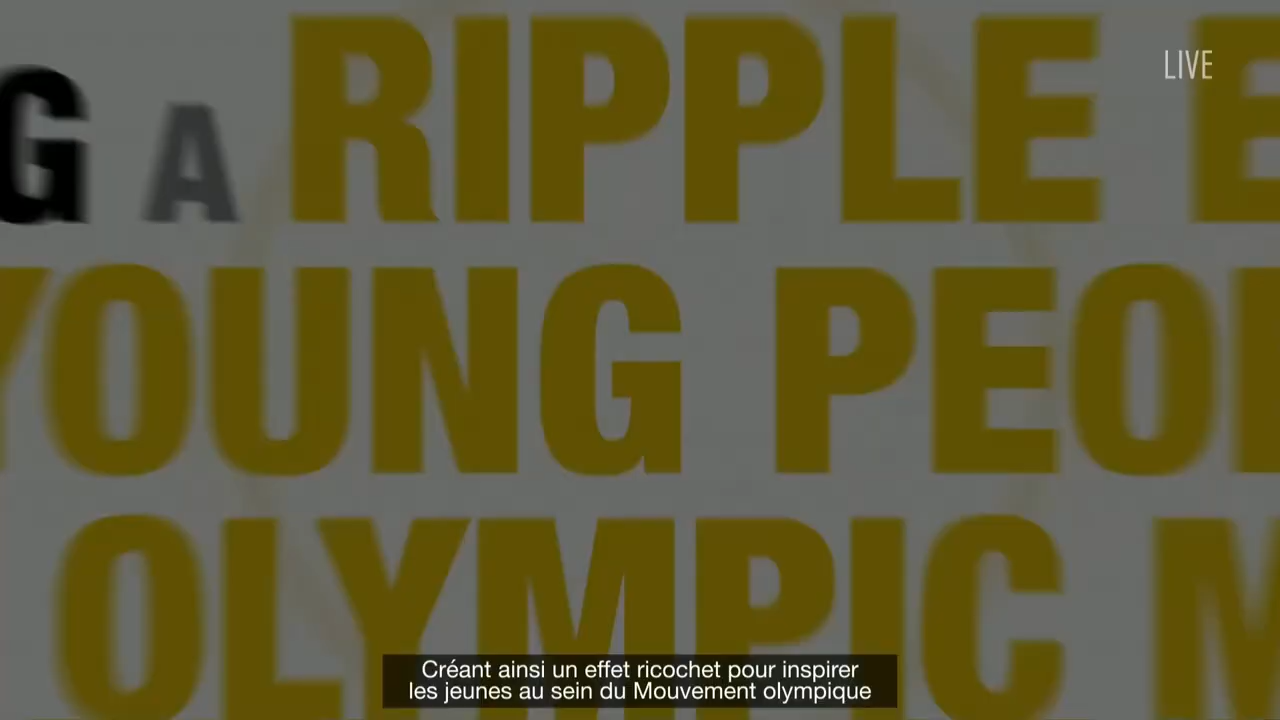 LIVE
G A RIPPLE E
YOUNG PEO
OLYMPIC M
Créant ainsi un effet ricochet pour inspirer
les jeunes au sein du Mouvement olympique